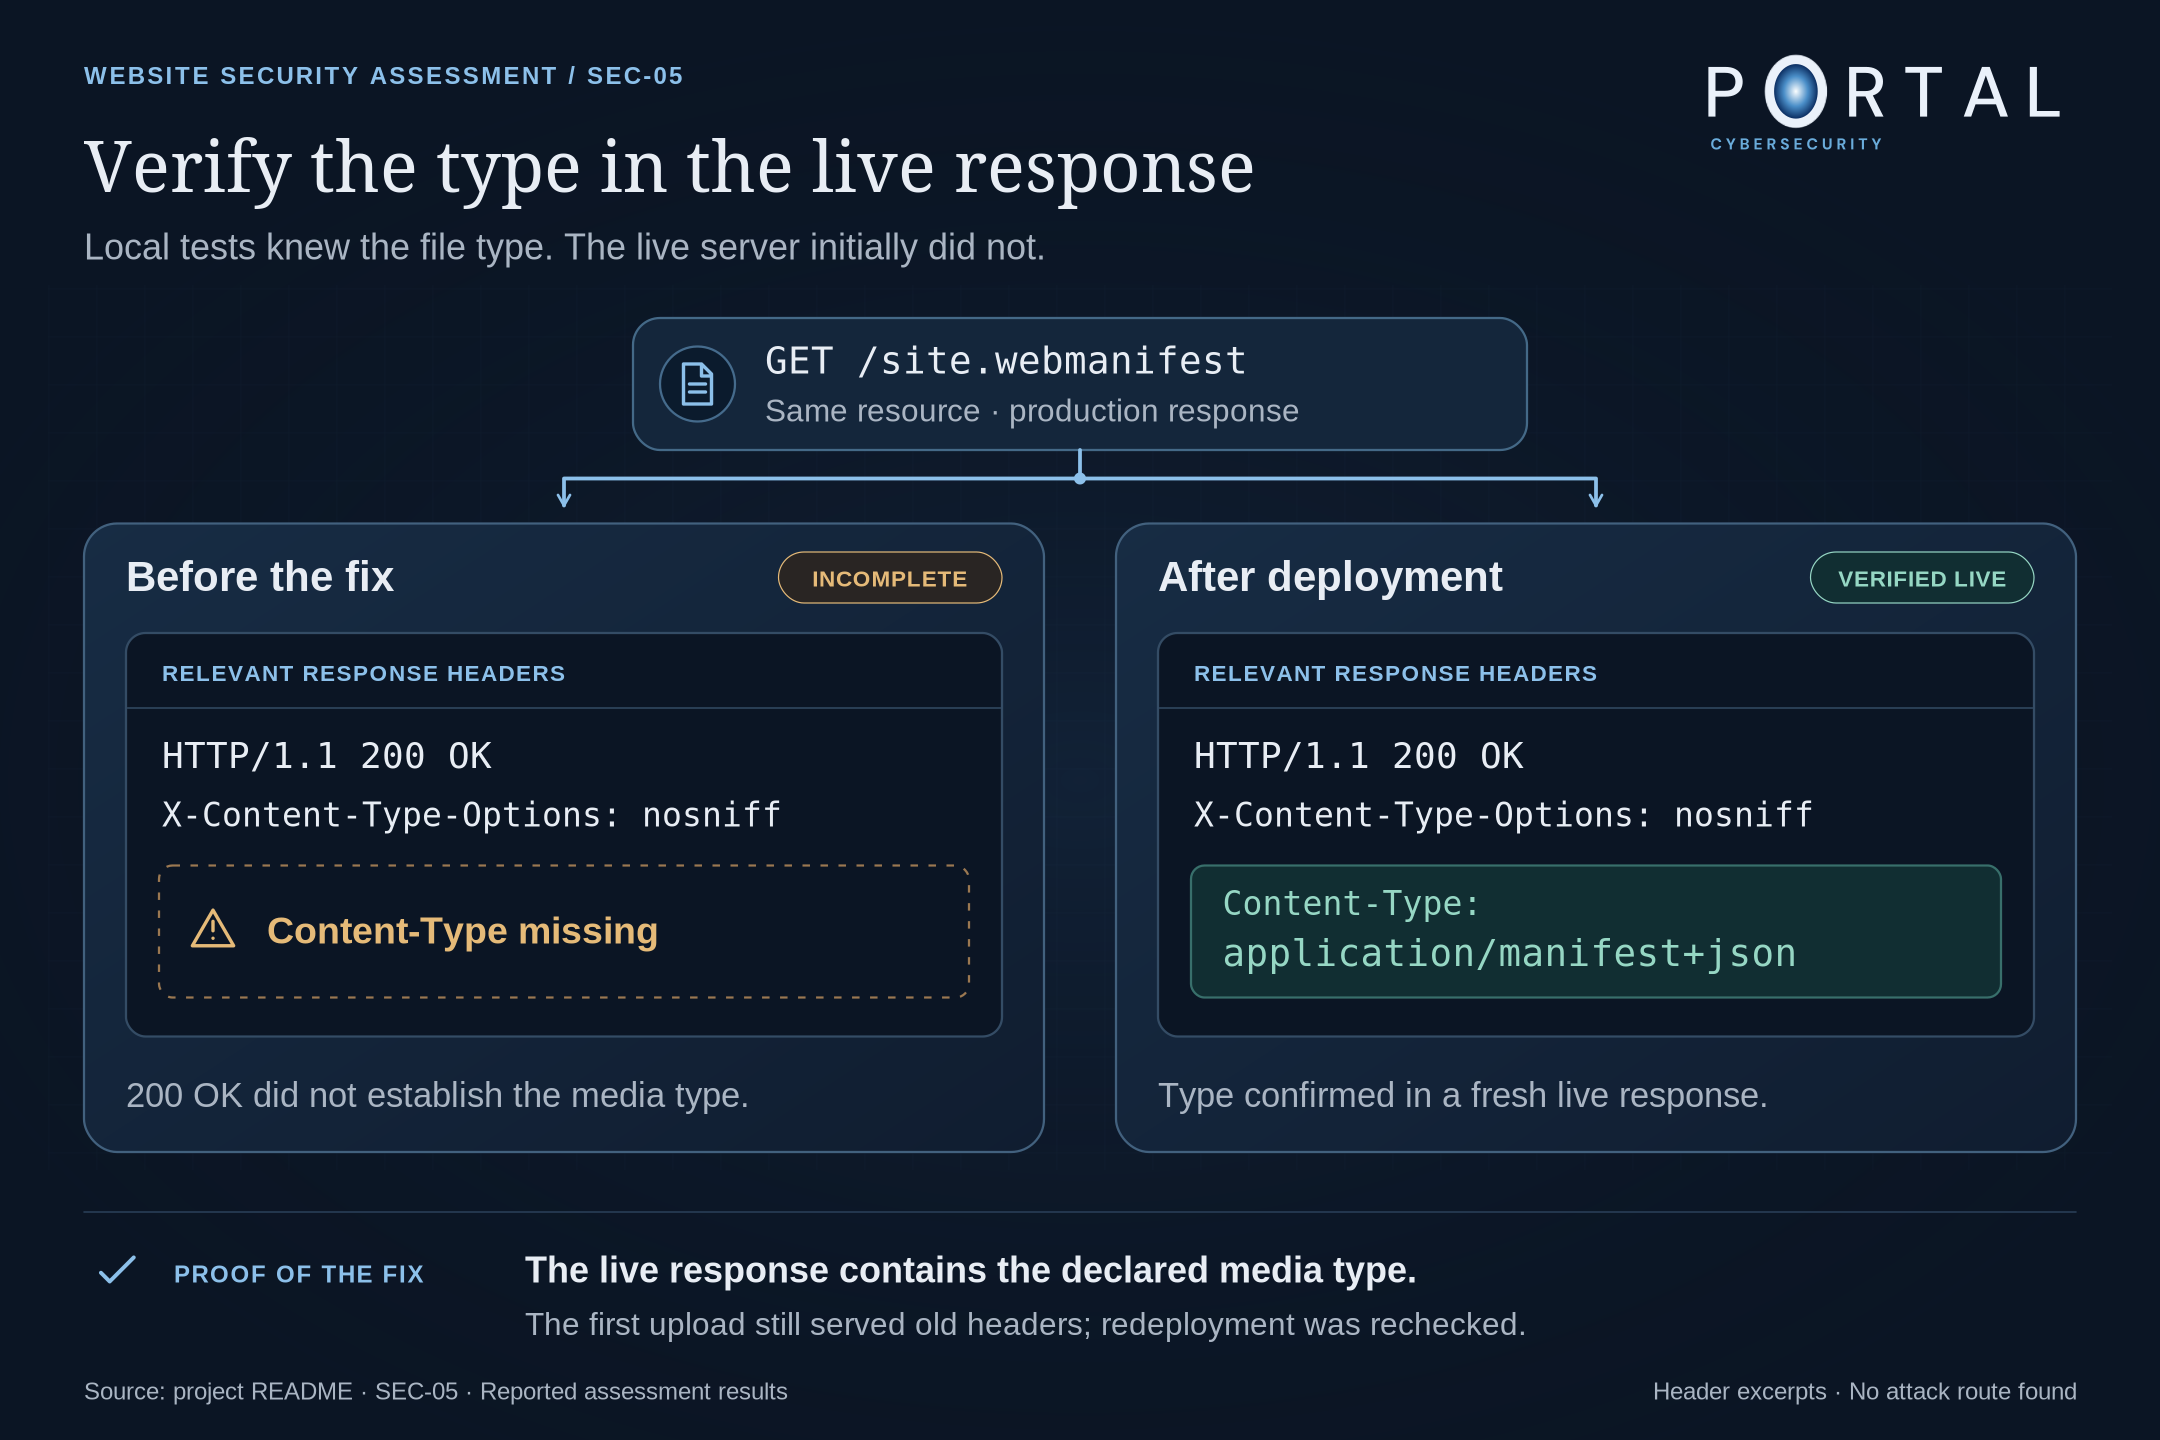 WEBSITE SECURITY ASSESSMENT / SEC-05
PORTAL
CYBERSECURITY
Verify the type in the live response
Local tests knew the file type. The live server initially did not.
GET /site.webmanifest
Same resource · production response
Before the fix
INCOMPLETE
RELEVANT RESPONSE HEADERS
HTTP/1.1 200 OK
X-Content-Type-Options: nosniff
Content-Type missing
200 OK did not establish the media type.
After deployment
VERIFIED LIVE
RELEVANT RESPONSE HEADERS
HTTP/1.1 200 OK
X-Content-Type-Options: nosniff
Content-Type:
application/manifest+json
Type confirmed in a fresh live response.
PROOF OF THE FIX
The live response contains the declared media type.
The first upload still served old headers; redeployment was rechecked.
Source: project README · SEC-05 · Reported assessment results
Header excerpts · No attack route found